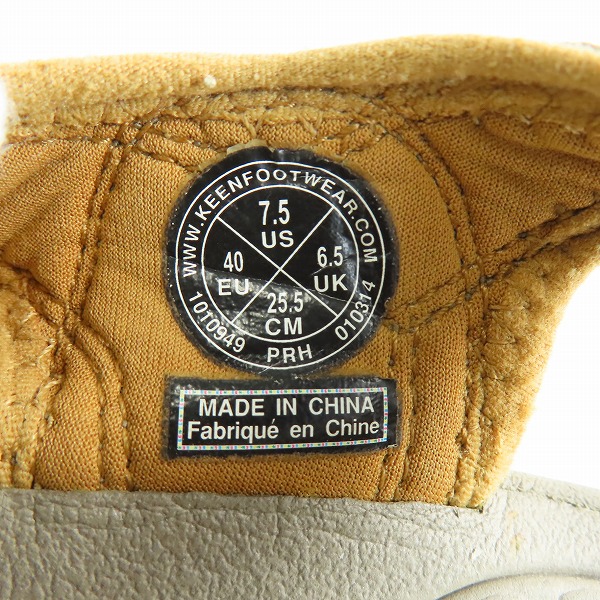 WWW.KEENFOOTWEAR.COM
7.5
US
40
EU
6.5
UK
25.5
CM
1010949 PRH 010314
MADE IN CHINA
Fabriqué en Chine